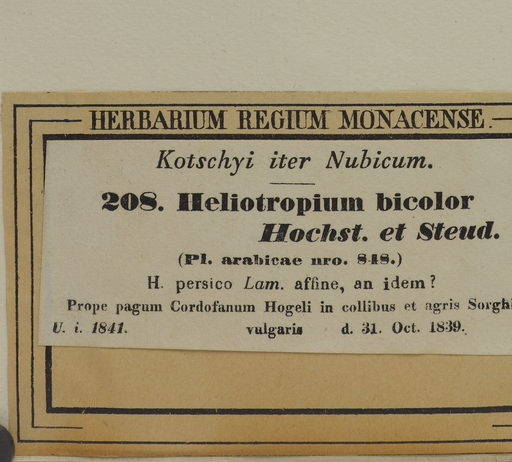 HERBARIUM REGIUM MONACENSE.
Kotschyi iter Nubicum.
208. Heliotropium bicolor
Hochst. et Steud.
(Pl. arabicae nro. 848.)
H. persico Lam. affine, an idem?
Prope pagum Cordofanum Hogeli in collibus et agris Sorghi
U. i. 1841. vulgaris d. 31. Oct. 1839.